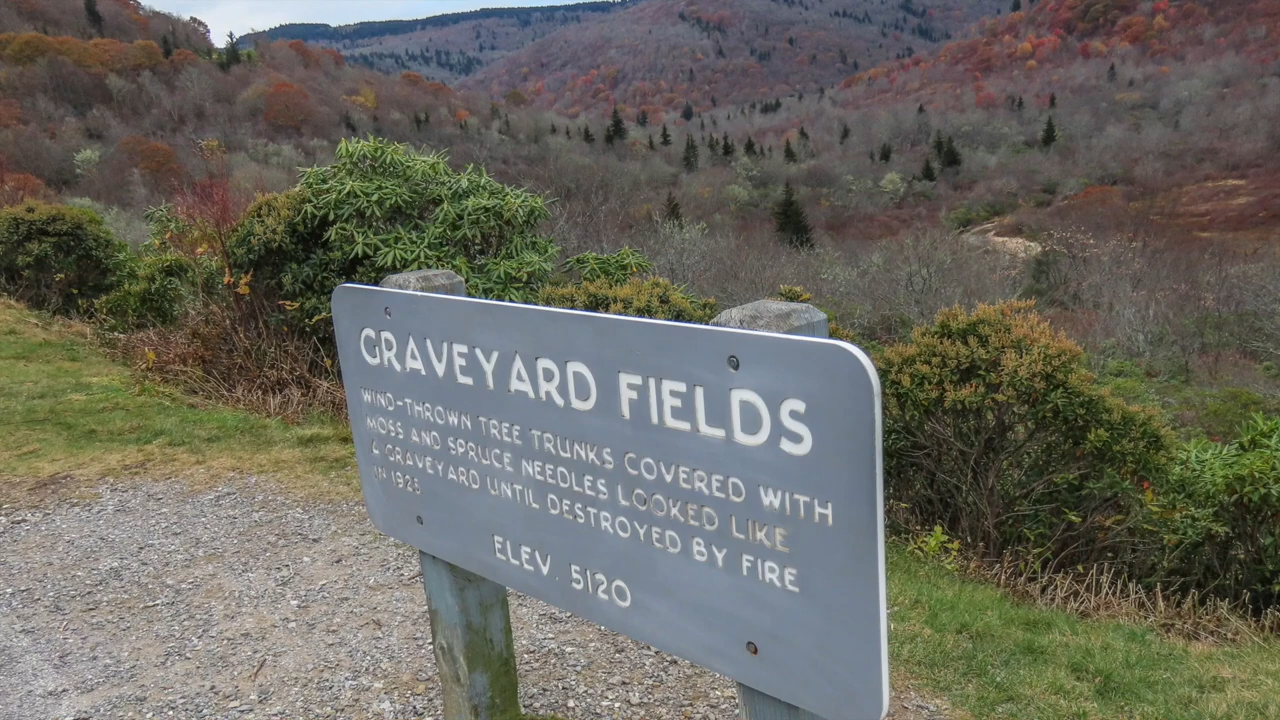 GRAVEYARD FIELDS
WIND-THROWN TREE TRUNKS COVERED WITH
MOSS AND SPRUCE NEEDLES LOOKED LIKE
A GRAVEYARD UNTIL DESTROYED BY FIRE
IN 1925
ELEV. 5120